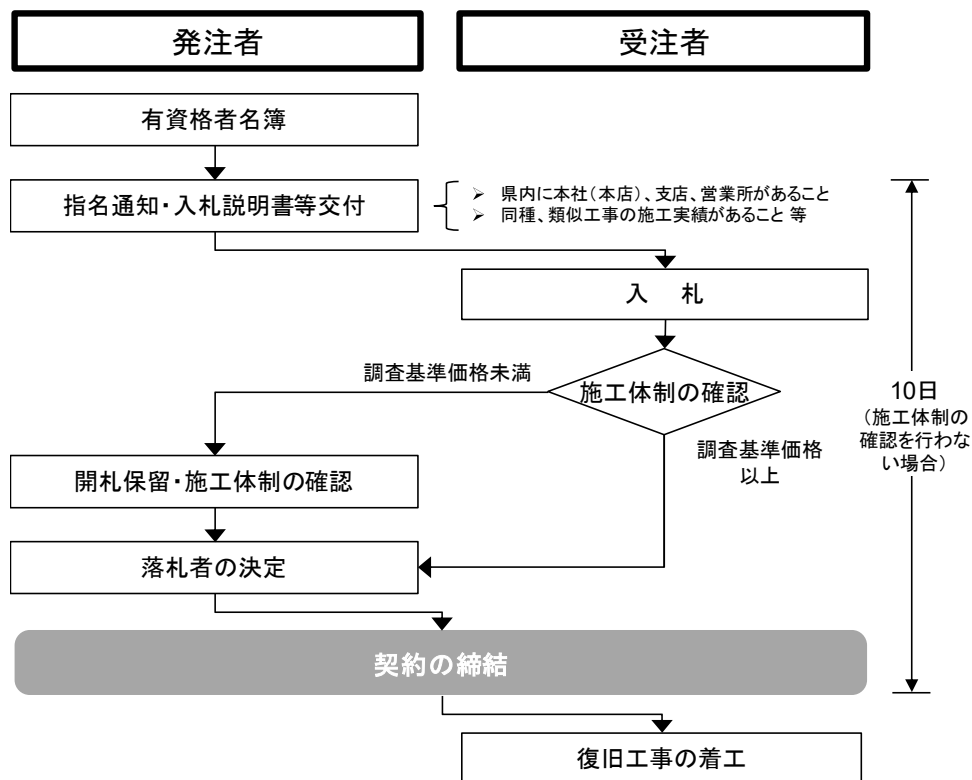 発注者
受注者
有資格者名簿
指名通知・入札説明書等交付
➢ 県内に本社(本店)、支店、営業所があること
➢ 同種、類似工事の施工実績があること 等
入 札
調査基準価格未満
施工体制の確認
調査基準価格
以上
10日
(施工体制の
確認を行わな
い場合)
開札保留・施工体制の確認
落札者の決定
契約の締結
復旧工事の着工